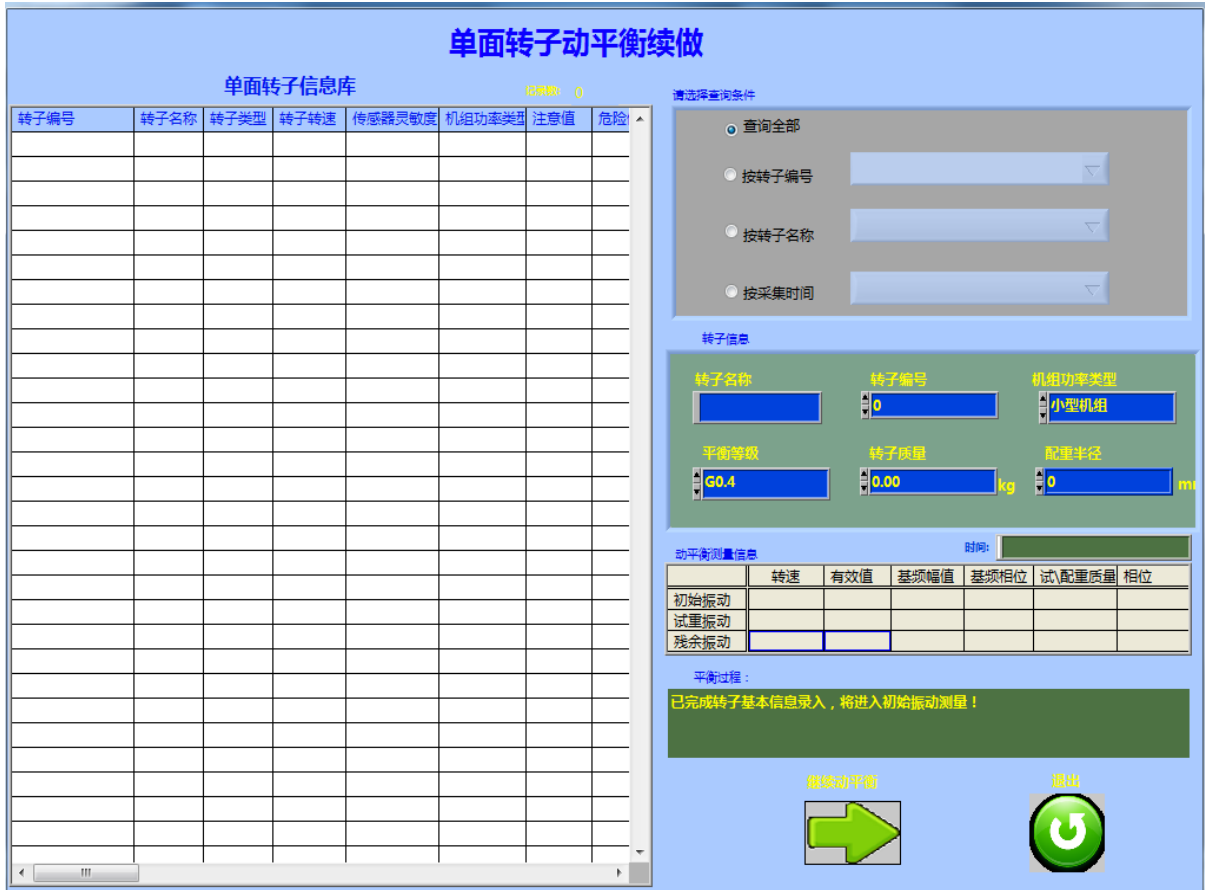 单面转子动平衡续做
单面转子信息库
记录数: 0
转子编号 转子名称 转子类型 转子转速 传感器灵敏度 机组功率类型 注意值 危险
请选择查询条件
查询全部
按转子编号
按转子名称
按采集时间
转子信息
转子名称 转子编号 机组功率类型
0 小型机组
平衡等级 转子质量 配重半径
G0.4 0.00 kg 0 m
动平衡测量信息 时间:
转速 有效值 基频幅值 基频相位 试\配重质量 相位
初始振动
试重振动
残余振动
平衡过程：
已完成转子基本信息录入，将进入初始振动测量！
继续动平衡 退出